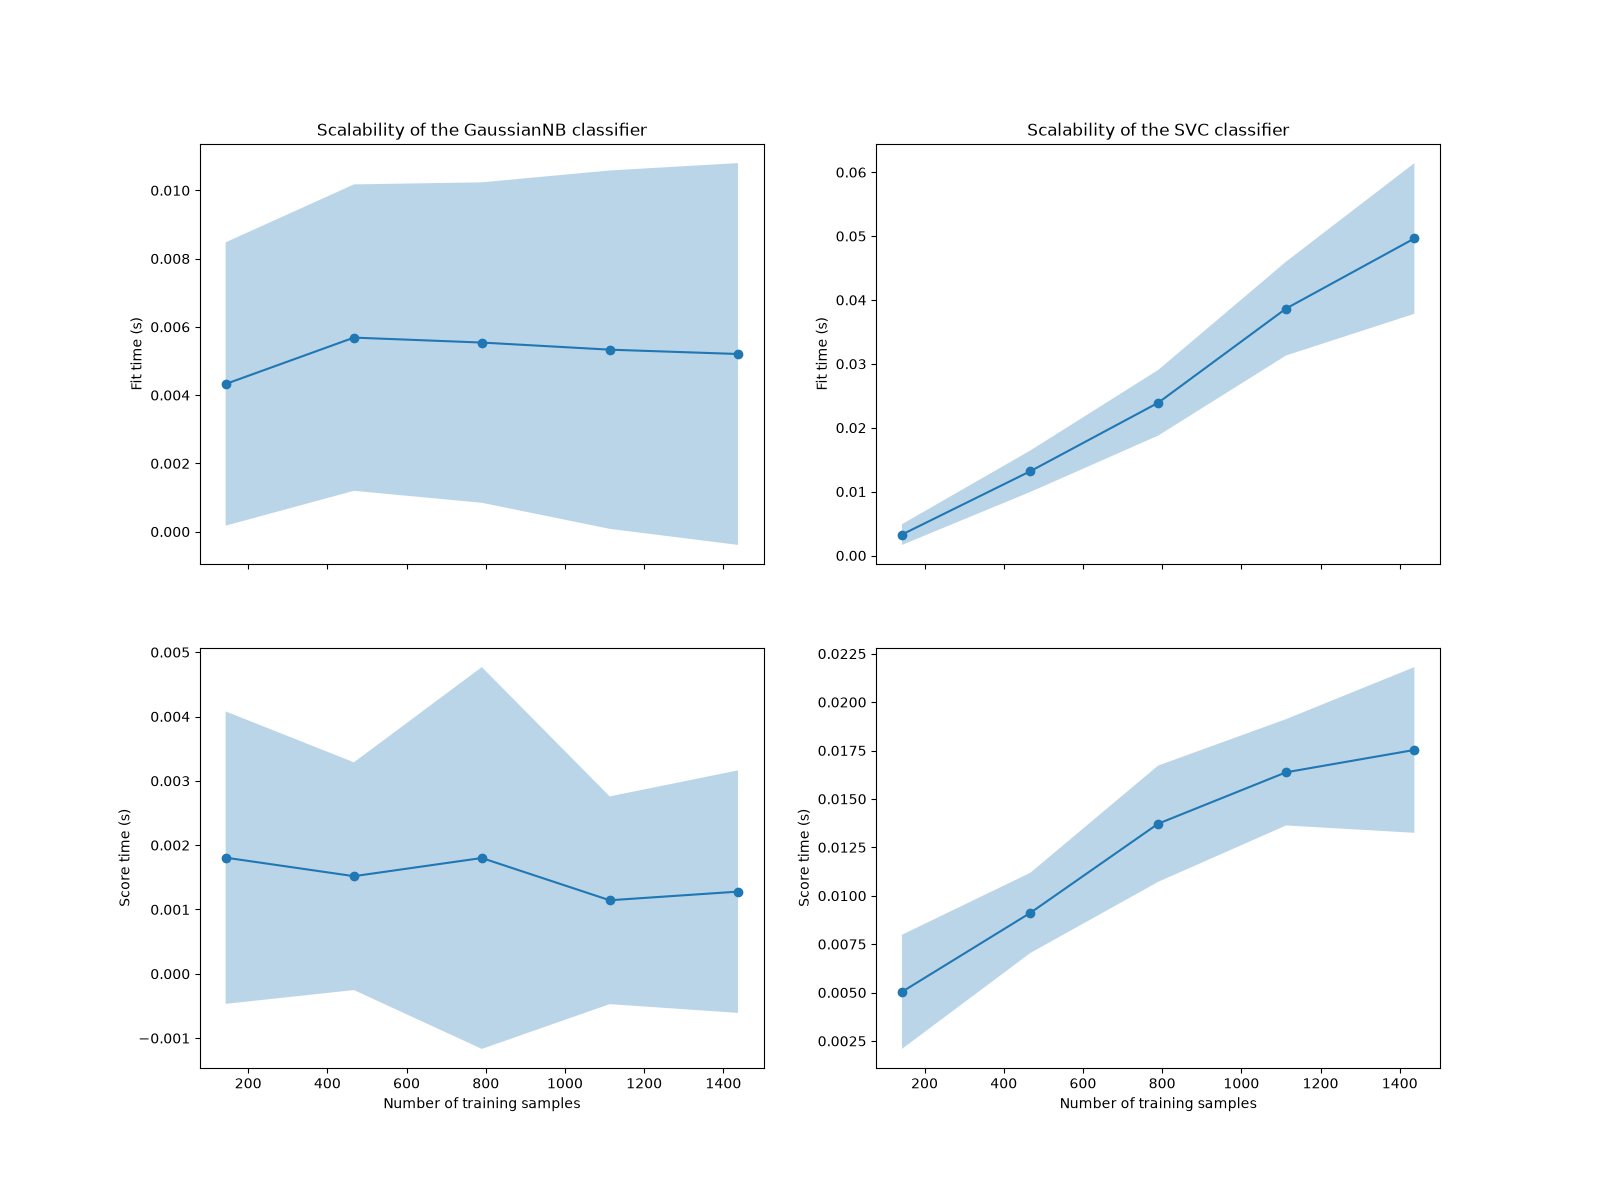 Scalability of the GaussianNB classifier
0.010
0.008
0.006
0.004
0.002
0.000
Fit time (s)
Scalability of the SVC classifier
0.06
0.05
0.04
0.03
0.02
0.01
0.00
Fit time (s)
0.005
0.004
0.003
0.002
0.001
0.000
−0.001
Score time (s)
200 400 600 800 1000 1200 1400
Number of training samples
0.0225
0.0200
0.0175
0.0150
0.0125
0.0100
0.0075
0.0050
0.0025
Score time (s)
200 400 600 800 1000 1200 1400
Number of training samples